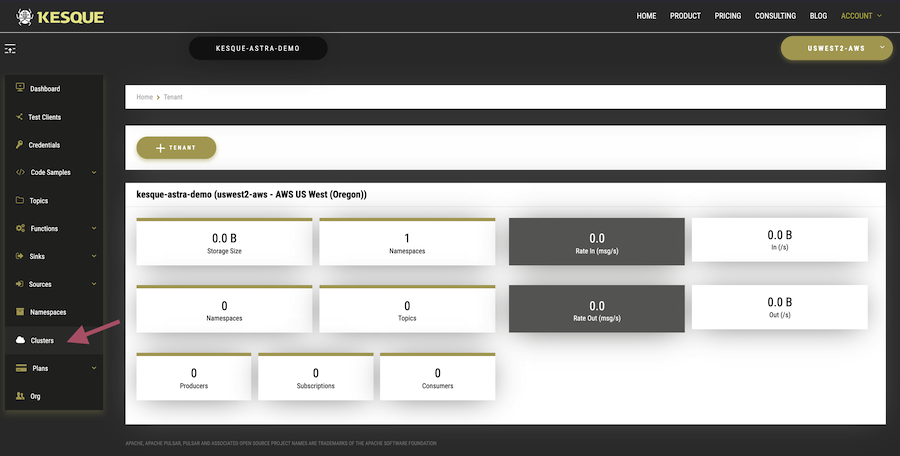 KESQUE
HOME PRODUCT PRICING CONSULTING BLOG ACCOUNT
KESQUE-ASTRA-DEMO
USWEST2-AWS
Dashboard
Test Clients
Credentials
Code Samples
Topics
Functions
Sinks
Sources
Namespaces
Clusters
Plans
Org
Home > Tenant
+ TENANT
kesque-astra-demo (uswest2-aws - AWS US West (Oregon))
0.0 B
Storage Size
1
Namespaces
0.0
Rate In (msg/s)
0.0 B
In (/s)
0
Namespaces
0
Topics
0.0
Rate Out (msg/s)
0.0 B
Out (/s)
0
Producers
0
Subscriptions
0
Consumers
APACHE, APACHE PULSAR, PULSAR AND ASSOCIATED OPEN SOURCE PROJECT NAMES ARE TRADEMARKS OF THE APACHE SOFTWARE FOUNDATION